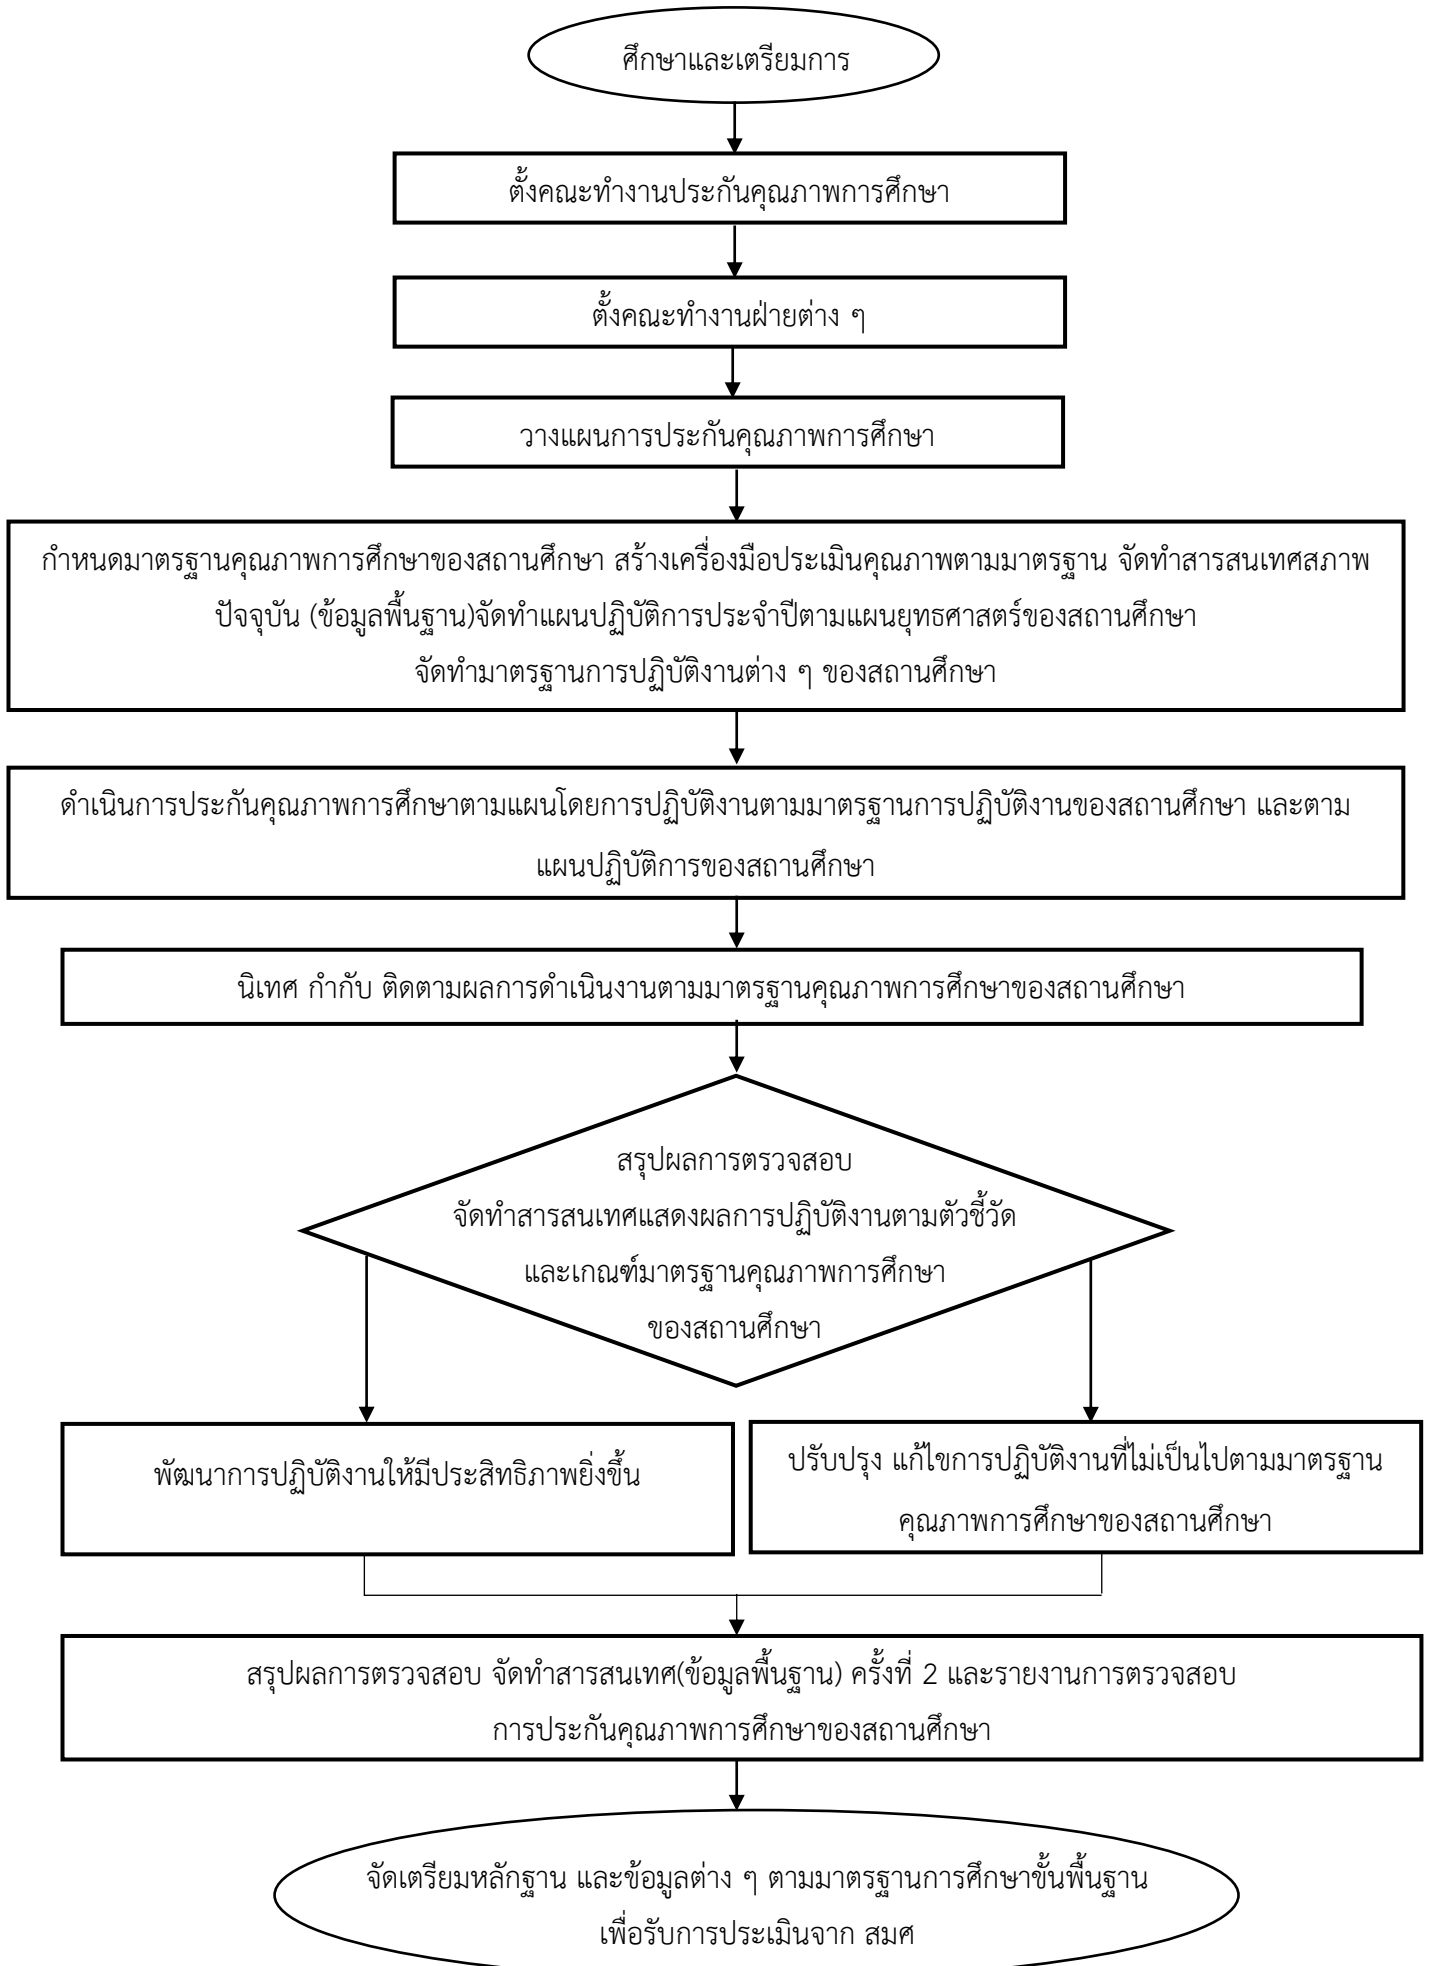 ศึกษาและเตรียมการ
ตั้งคณะทำงานประกันคุณภาพการศึกษา
ตั้งคณะทำงานฝ่ายต่าง ๆ
วางแผนการประกันคุณภาพการศึกษา
กำหนดมาตรฐานคุณภาพการศึกษาของสถานศึกษา สร้างเครื่องมือประเมินคุณภาพตามมาตรฐาน จัดทำสารสนเทศสภาพ
ปัจจุบัน (ข้อมูลพื้นฐาน)จัดทำแผนปฏิบัติการประจำปีตามแผนยุทธศาสตร์ของสถานศึกษา
จัดทำมาตรฐานการปฏิบัติงานต่าง ๆ ของสถานศึกษา
ดำเนินการประกันคุณภาพการศึกษาตามแผนโดยการปฏิบัติงานตามมาตรฐานการปฏิบัติงานของสถานศึกษา และตาม
แผนปฏิบัติการของสถานศึกษา
นิเทศ กำกับ ติดตามผลการดำเนินงานตามมาตรฐานคุณภาพการศึกษาของสถานศึกษา
สรุปผลการตรวจสอบ
จัดทำสารสนเทศแสดงผลการปฏิบัติงานตามตัวชี้วัด
และเกณฑ์มาตรฐานคุณภาพการศึกษา
ของสถานศึกษา
พัฒนาการปฏิบัติงานให้มีประสิทธิภาพยิ่งขึ้น
ปรับปรุง แก้ไขการปฏิบัติงานที่ไม่เป็นไปตามมาตรฐาน
คุณภาพการศึกษาของสถานศึกษา
สรุปผลการตรวจสอบ จัดทำสารสนเทศ(ข้อมูลพื้นฐาน) ครั้งที่ 2 และรายงานการตรวจสอบ
การประกันคุณภาพการศึกษาของสถานศึกษา
จัดเตรียมหลักฐาน และข้อมูลต่าง ๆ ตามมาตรฐานการศึกษาขั้นพื้นฐาน
เพื่อรับการประเมินจาก สมศ